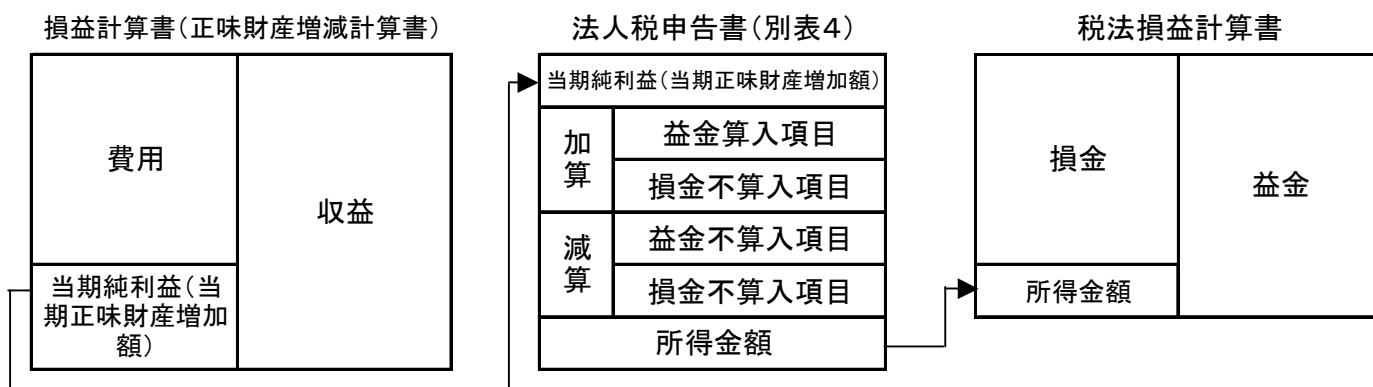 損益計算書(正味財産増減計算書)
費用
収益
当期純利益(当
期正味財産増加
額)
法人税申告書(別表4)
当期純利益(当期正味財産増加額)
加
算
益金算入項目
損金不算入項目
減
算
益金不算入項目
損金不算入項目
所得金額
税法損益計算書
損金
益金
所得金額